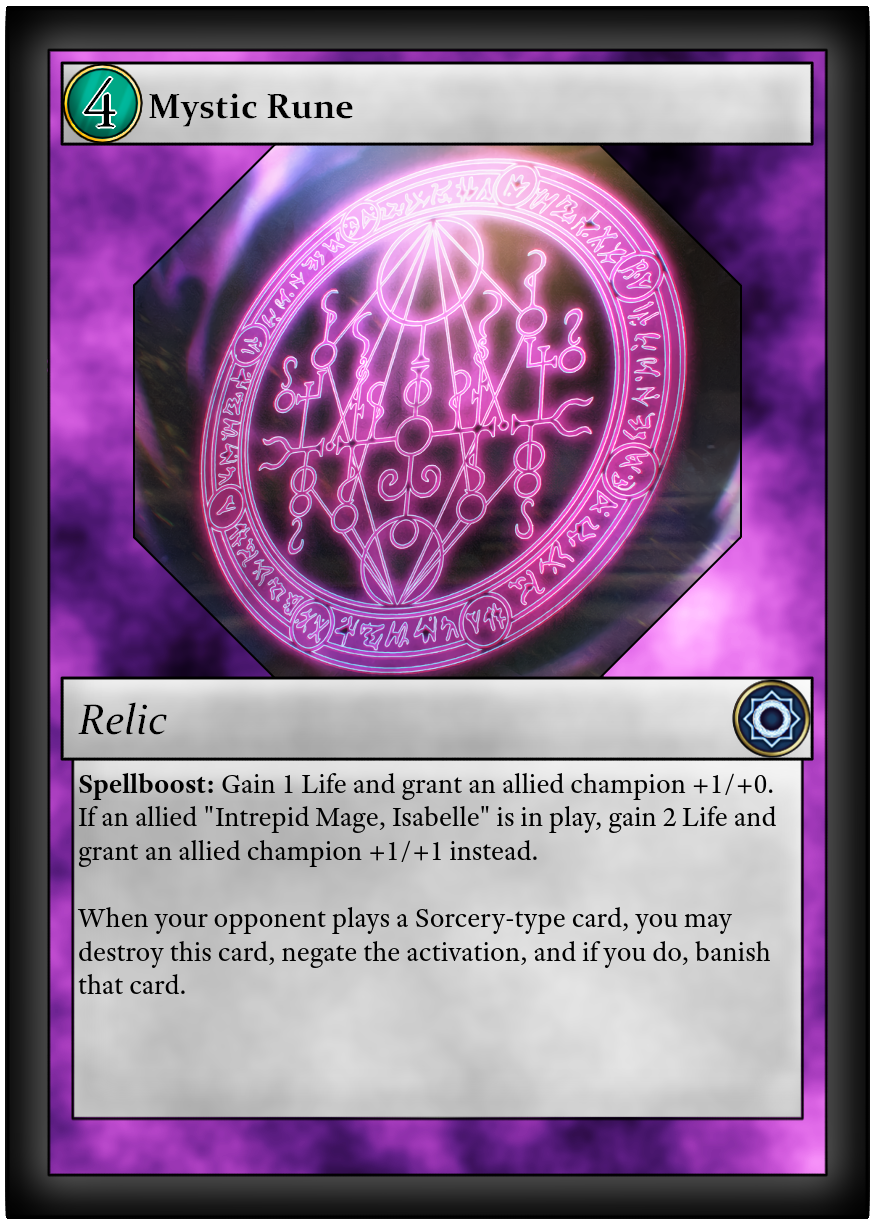 4 Mystic Rune
Relic
Spellboost: Gain 1 Life and grant an allied champion +1/+0.
If an allied "Intrepid Mage, Isabelle" is in play, gain 2 Life and
grant an allied champion +1/+1 instead.
When your opponent plays a Sorcery-type card, you may
destroy this card, negate the activation, and if you do, banish
that card.